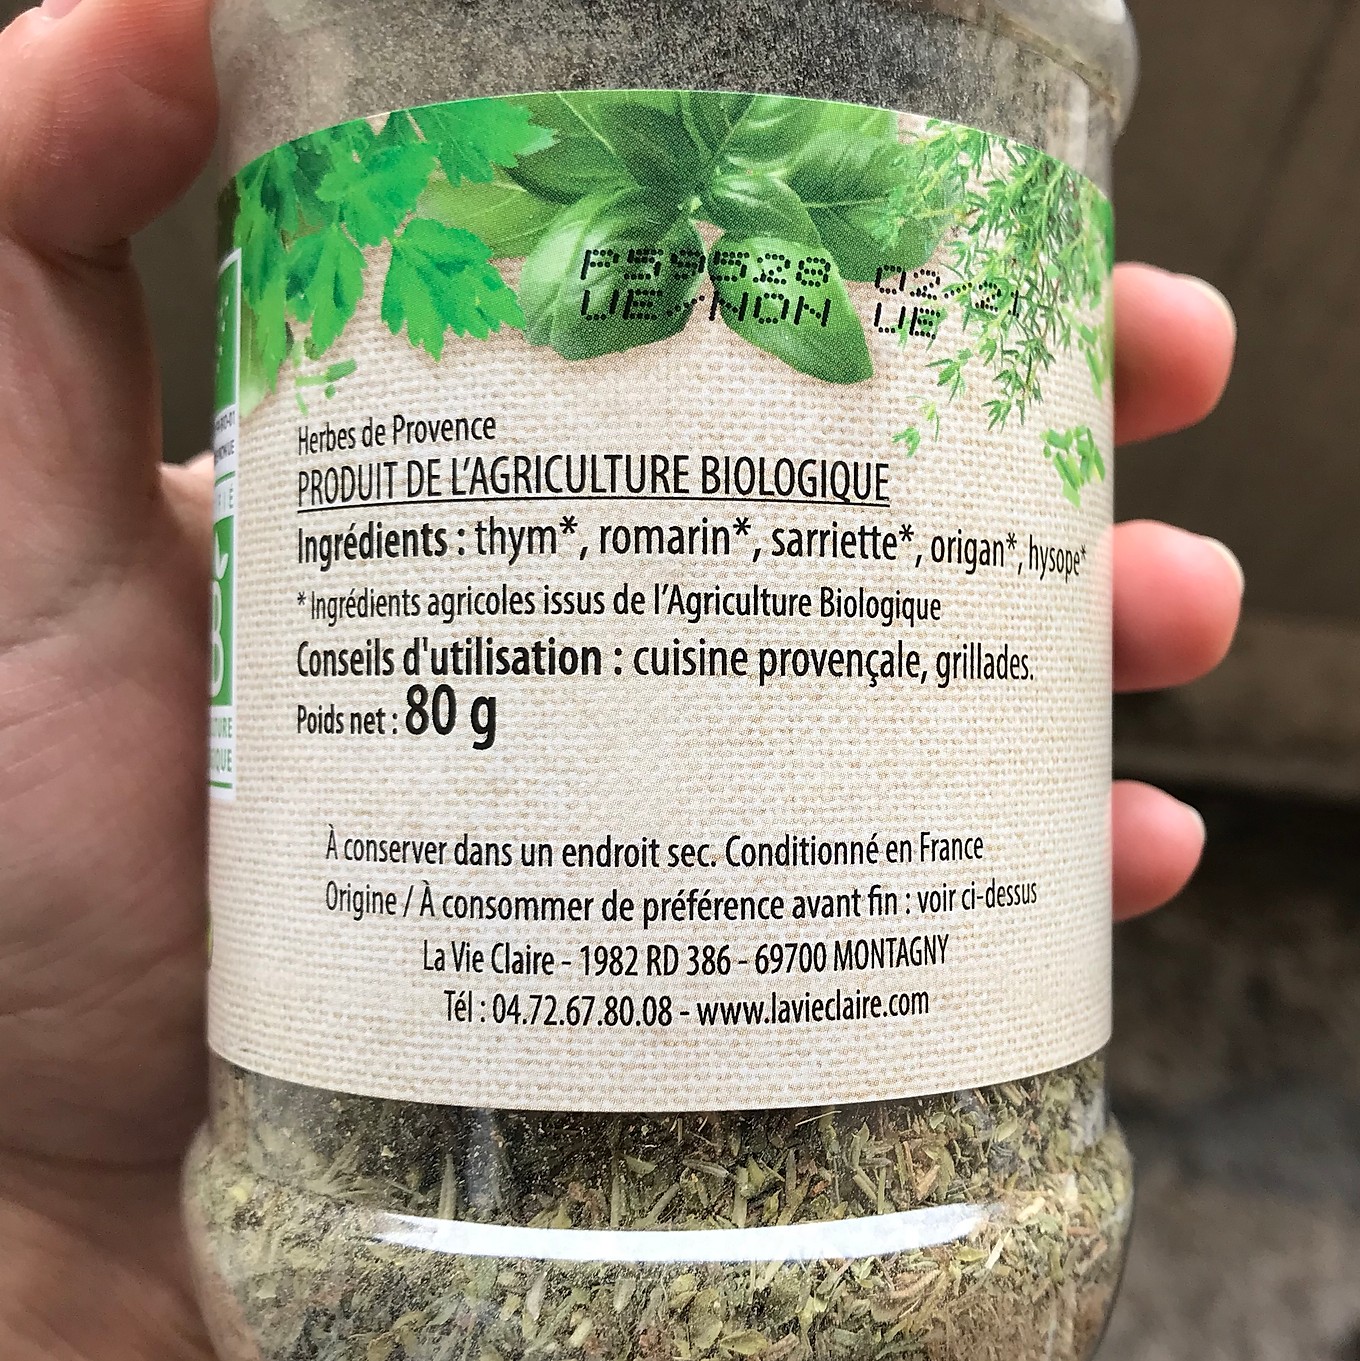 P59528 02-21
UE/NON UE
Herbes de Provence
PRODUIT DE L'AGRICULTURE BIOLOGIQUE
Ingrédients : thym*, romarin*, sarriette*, origan*, hysope*
* Ingrédients agricoles issus de l'Agriculture Biologique
Conseils d'utilisation : cuisine provençale, grillades.
Poids net : 80 g
À conserver dans un endroit sec. Conditionné en France
Origine / À consommer de préférence avant fin : voir ci-dessus
La Vie Claire - 1982 RD 386 - 69700 MONTAGNY
Tél : 04.72.67.80.08 - www.lavieclaire.com